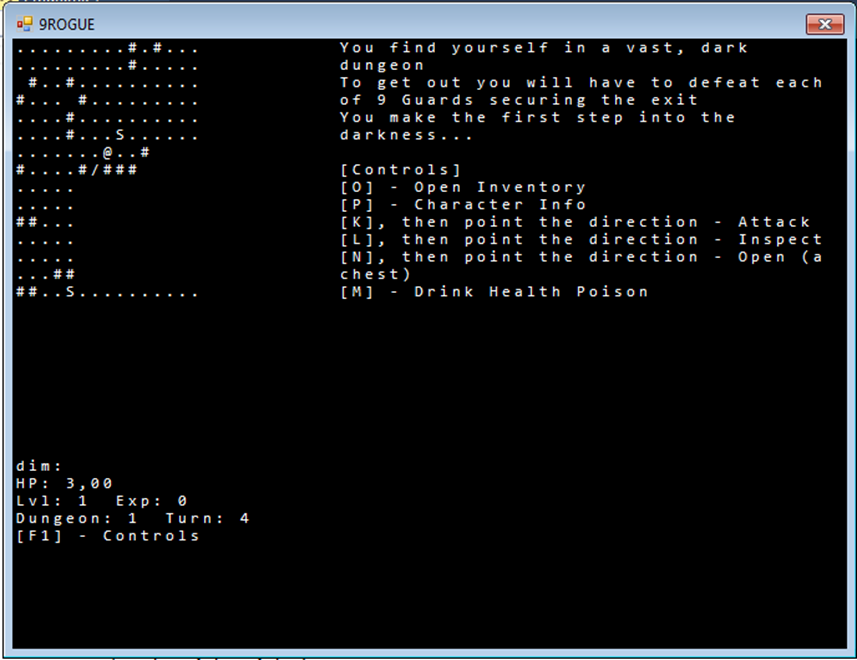 9ROGUE
.........#.#...
.........#.....
 #..#..........
#... #.........
....#..........
....#...S......
.......@..#
#....#/###
.....
.....
##...
.....
.....
...##
##..S..........
You find yourself in a vast, dark
dungeon
To get out you will have to defeat each
of 9 Guards securing the exit
You make the first step into the
darkness...
[Controls]
[O] - Open Inventory
[P] - Character Info
[K], then point the direction - Attack
[L], then point the direction - Inspect
[N], then point the direction - Open (a
chest)
[M] - Drink Health Poison
dim:
HP: 3,00
Lvl: 1  Exp: 0
Dungeon: 1  Turn: 4
[F1] - Controls